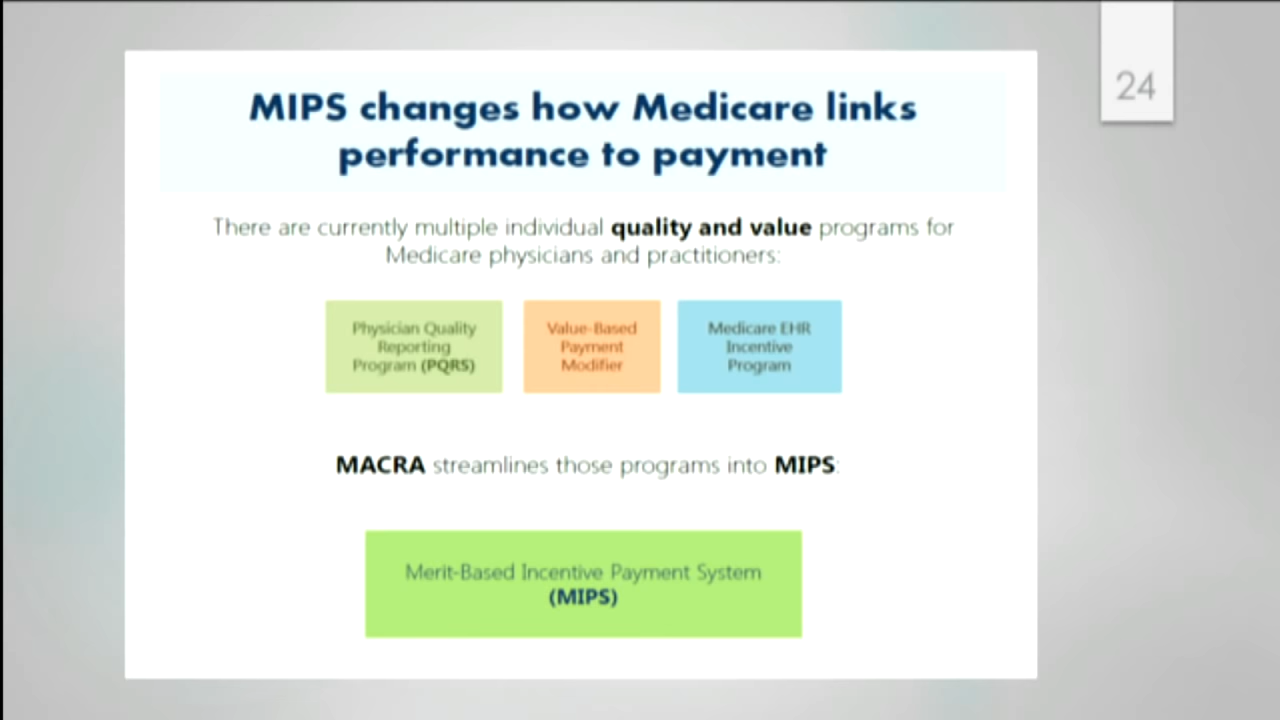 24
MIPS changes how Medicare links
performance to payment
There are currently multiple individual quality and value programs for
Medicare physicians and practitioners:
Physician Quality
Reporting
Program (PQRS)
Value-Based
Payment
Modifier
Medicare EHR
Incentive
Program
MACRA streamlines those programs into MIPS:
Merit-Based Incentive Payment System
(MIPS)